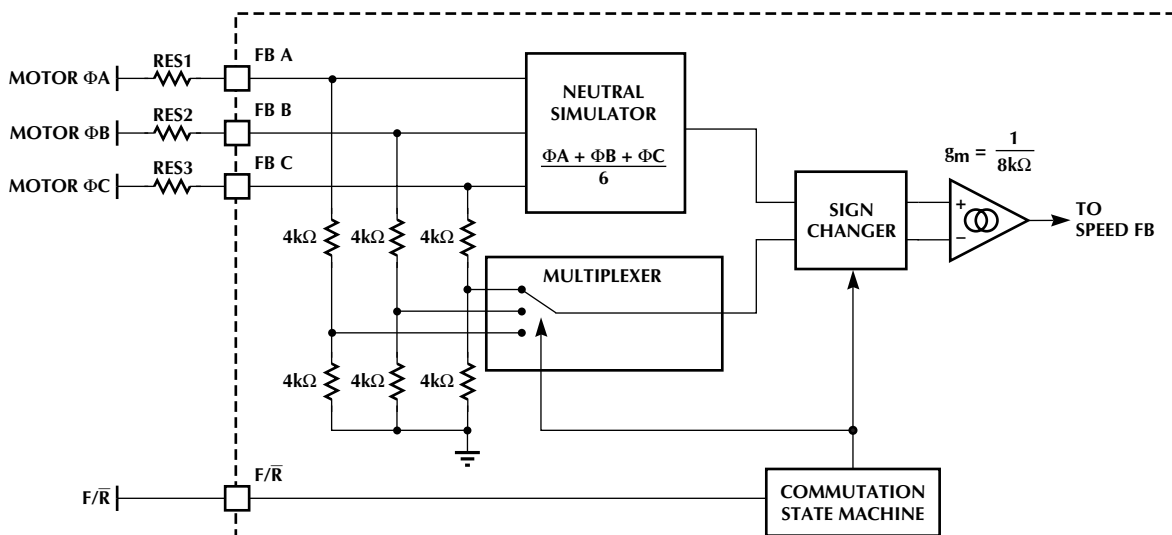 RES1
FB A
MOTOR ΦA
NEUTRAL
SIMULATOR
ΦA + ΦB + ΦC
6
RES2
FB B
MOTOR ΦB
RES3
FB C
MOTOR ΦC
gm = 1
8kΩ
SIGN
CHANGER
+
–
TO
SPEED FB
4kΩ 4kΩ 4kΩ
MULTIPLEXER
4kΩ 4kΩ 4kΩ
F/R̅
F/R̅
COMMUTATION
STATE MACHINE